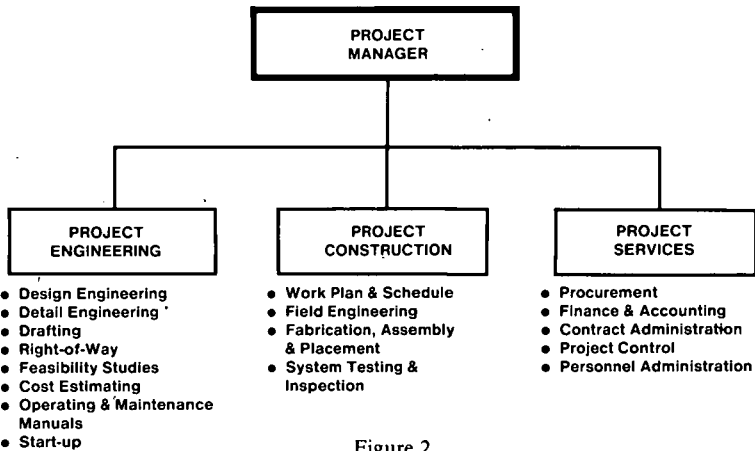 PROJECT
MANAGER
PROJECT
ENGINEERING
• Design Engineering
• Detail Engineering
• Drafting
• Right-of-Way
• Feasibility Studies
• Cost Estimating
• Operating & Maintenance
Manuals
• Start-up
PROJECT
CONSTRUCTION
• Work Plan & Schedule
• Field Engineering
• Fabrication, Assembly
& Placement
• System Testing &
Inspection
PROJECT
SERVICES
• Procurement
• Finance & Accounting
• Contract Administration
• Project Control
• Personnel Administration
Figure 2